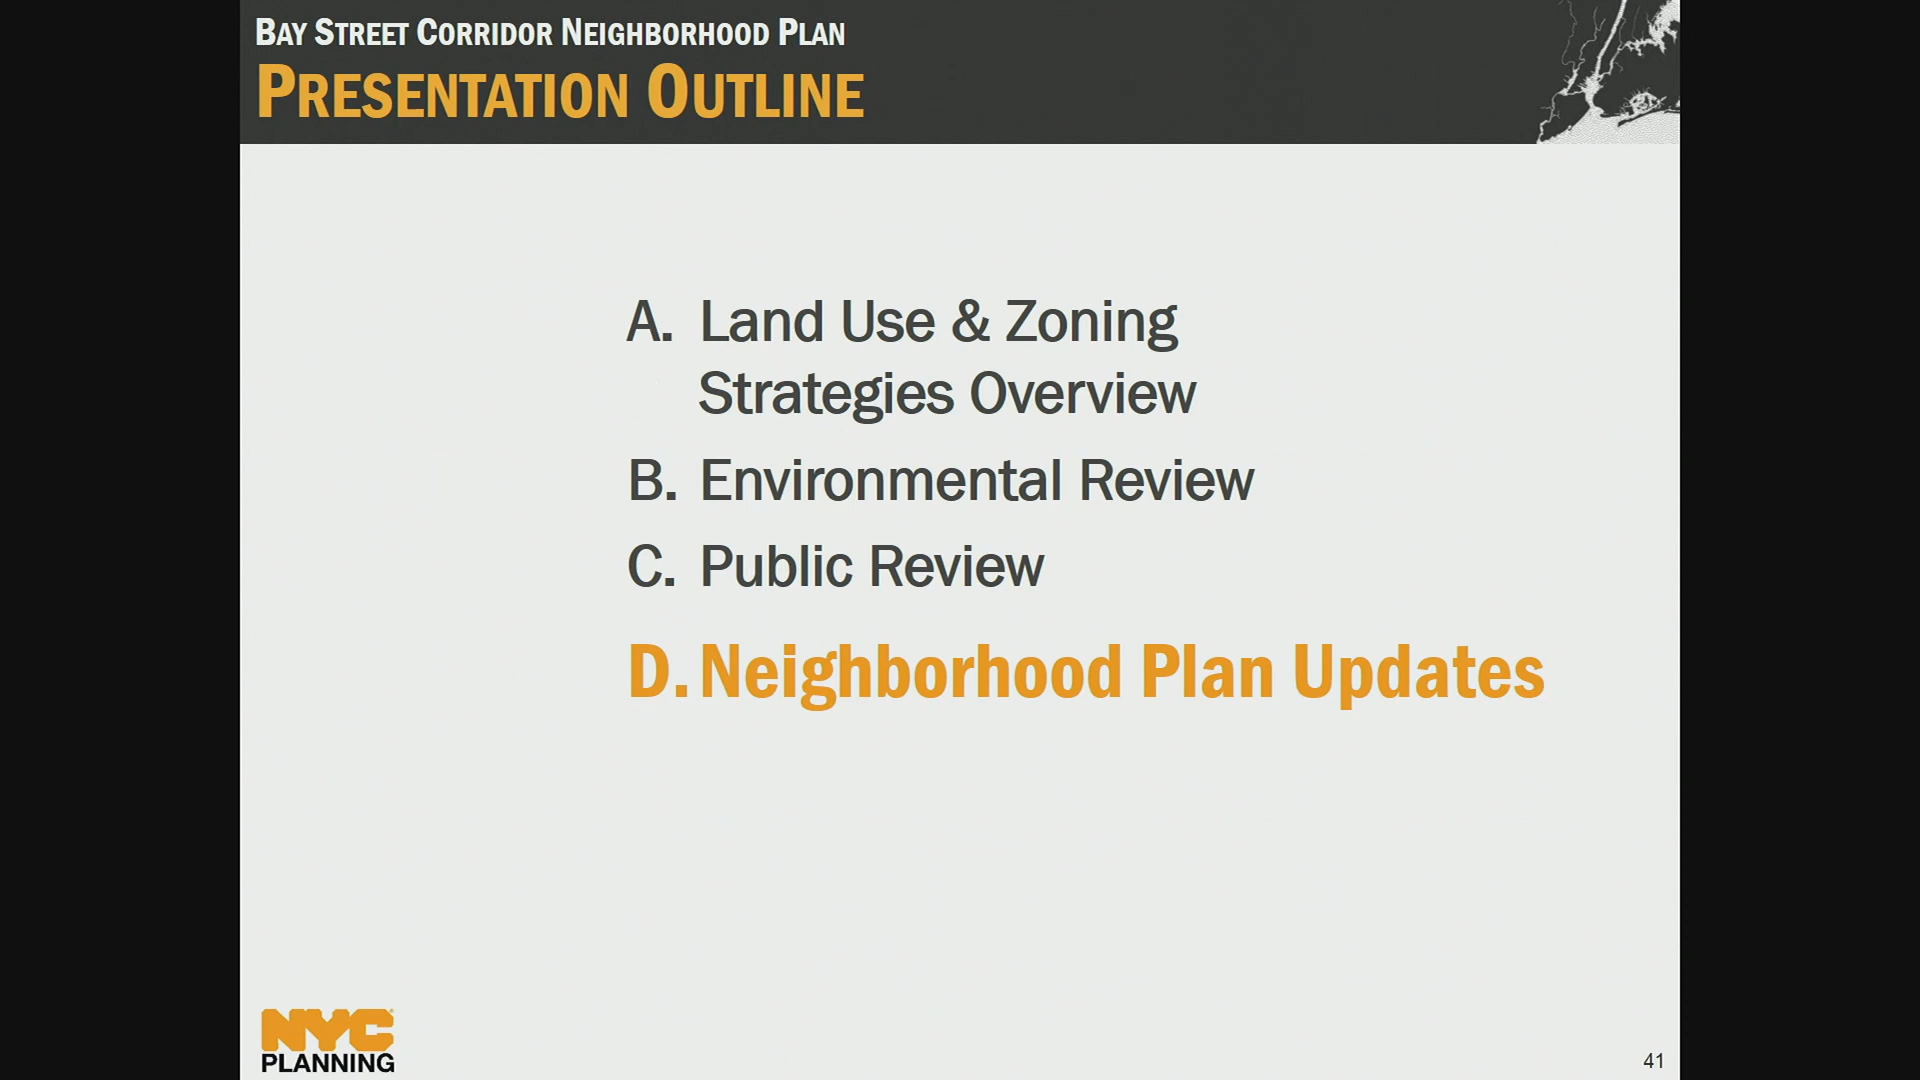 BAY STREET CORRIDOR NEIGHBORHOOD PLAN
PRESENTATION OUTLINE
A. Land Use & Zoning
Strategies Overview
B. Environmental Review
C. Public Review
D. Neighborhood Plan Updates
NYC
PLANNING
41